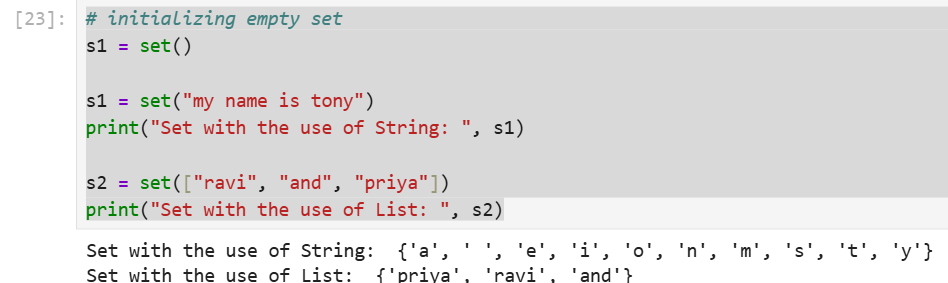 [23]: # initializing empty set
s1 = set()
s1 = set("my name is tony")
print("Set with the use of String: ", s1)
s2 = set(["ravi", "and", "priya"])
print("Set with the use of List: ", s2)
Set with the use of String:  {'a', ' ', 'e', 'i', 'o', 'n', 'm', 's', 't', 'y'}
Set with the use of List:  {'priya', 'ravi', 'and'}